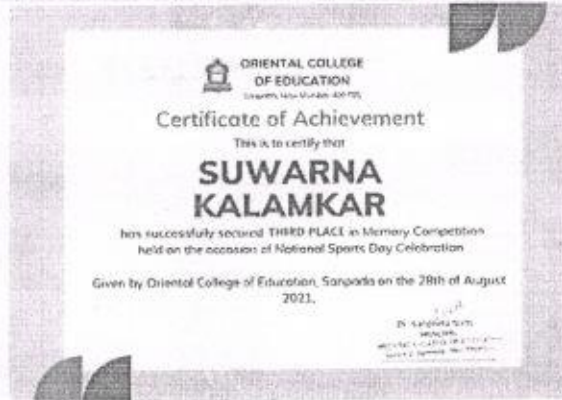 ORIENTAL COLLEGE
OF EDUCATION
Certificate of Achievement
This is to certify that
SUWARNA
KALAMKAR
has successfully secured THIRD PLACE in Memory Competition
held on the occasion of National Sports Day Celebration
Given by Oriental College of Education, Sanpada on the 28th of August
2021.
PRINCIPAL